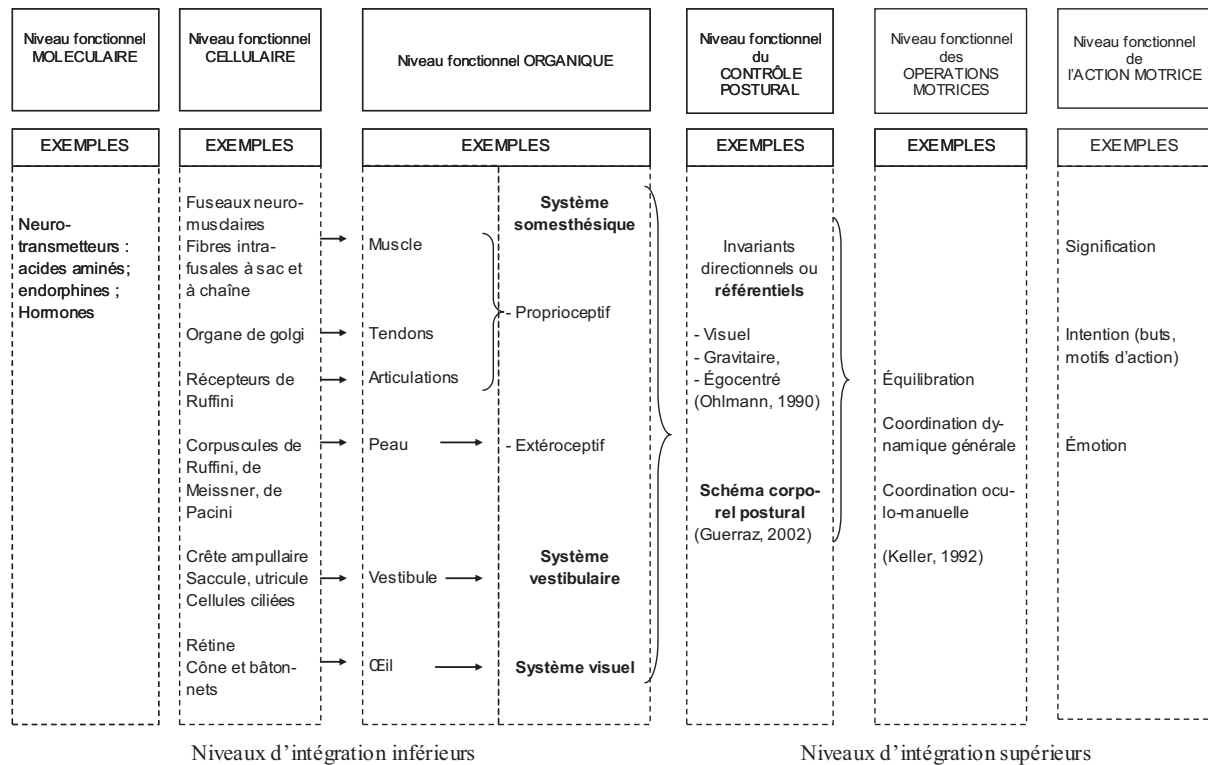 Niveau fonctionnel
MOLECULAIRE
Niveau fonctionnel
CELLULAIRE
Niveau fonctionnel ORGANIQUE
Niveau fonctionnel
du
CONTRÔLE
POSTURAL
Niveau fonctionnel
des
OPERATIONS
MOTRICES
Niveau fonctionnel
de
l'ACTION MOTRICE
EXEMPLES
EXEMPLES
EXEMPLES
EXEMPLES
EXEMPLES
EXEMPLES
Neuro-
transmetteurs :
acides aminés;
endorphines ;
Hormones
Fuseaux neuro-
musclaires
Fibres intra-
fusales à sac et
à chaîne
Organe de golgi
Récepteurs de
Ruffini
Corpuscules de
Ruffini, de
Meissner, de
Pacini
Crête ampullaire
Saccule, utricule
Cellules ciliées
Rétine
Cône et bâton-
nets
Muscle
Tendons
Articulations
Peau
Vestibule
Œil
Système
somesthésique
- Proprioceptif
- Extéroceptif
Système
vestibulaire
Système visuel
Invariants
directionnels ou
référentiels
- Visuel
- Gravitaire,
- Égocentré
(Ohlmann, 1990)
Schéma corpo-
rel postural
(Guerraz, 2002)
Équilibration
Coordination dy-
namique générale
Coordination ocu-
lo-manuelle
(Keller, 1992)
Signification
Intention (buts,
motifs d'action)
Émotion
Niveaux d'intégration inférieurs
Niveaux d'intégration supérieurs